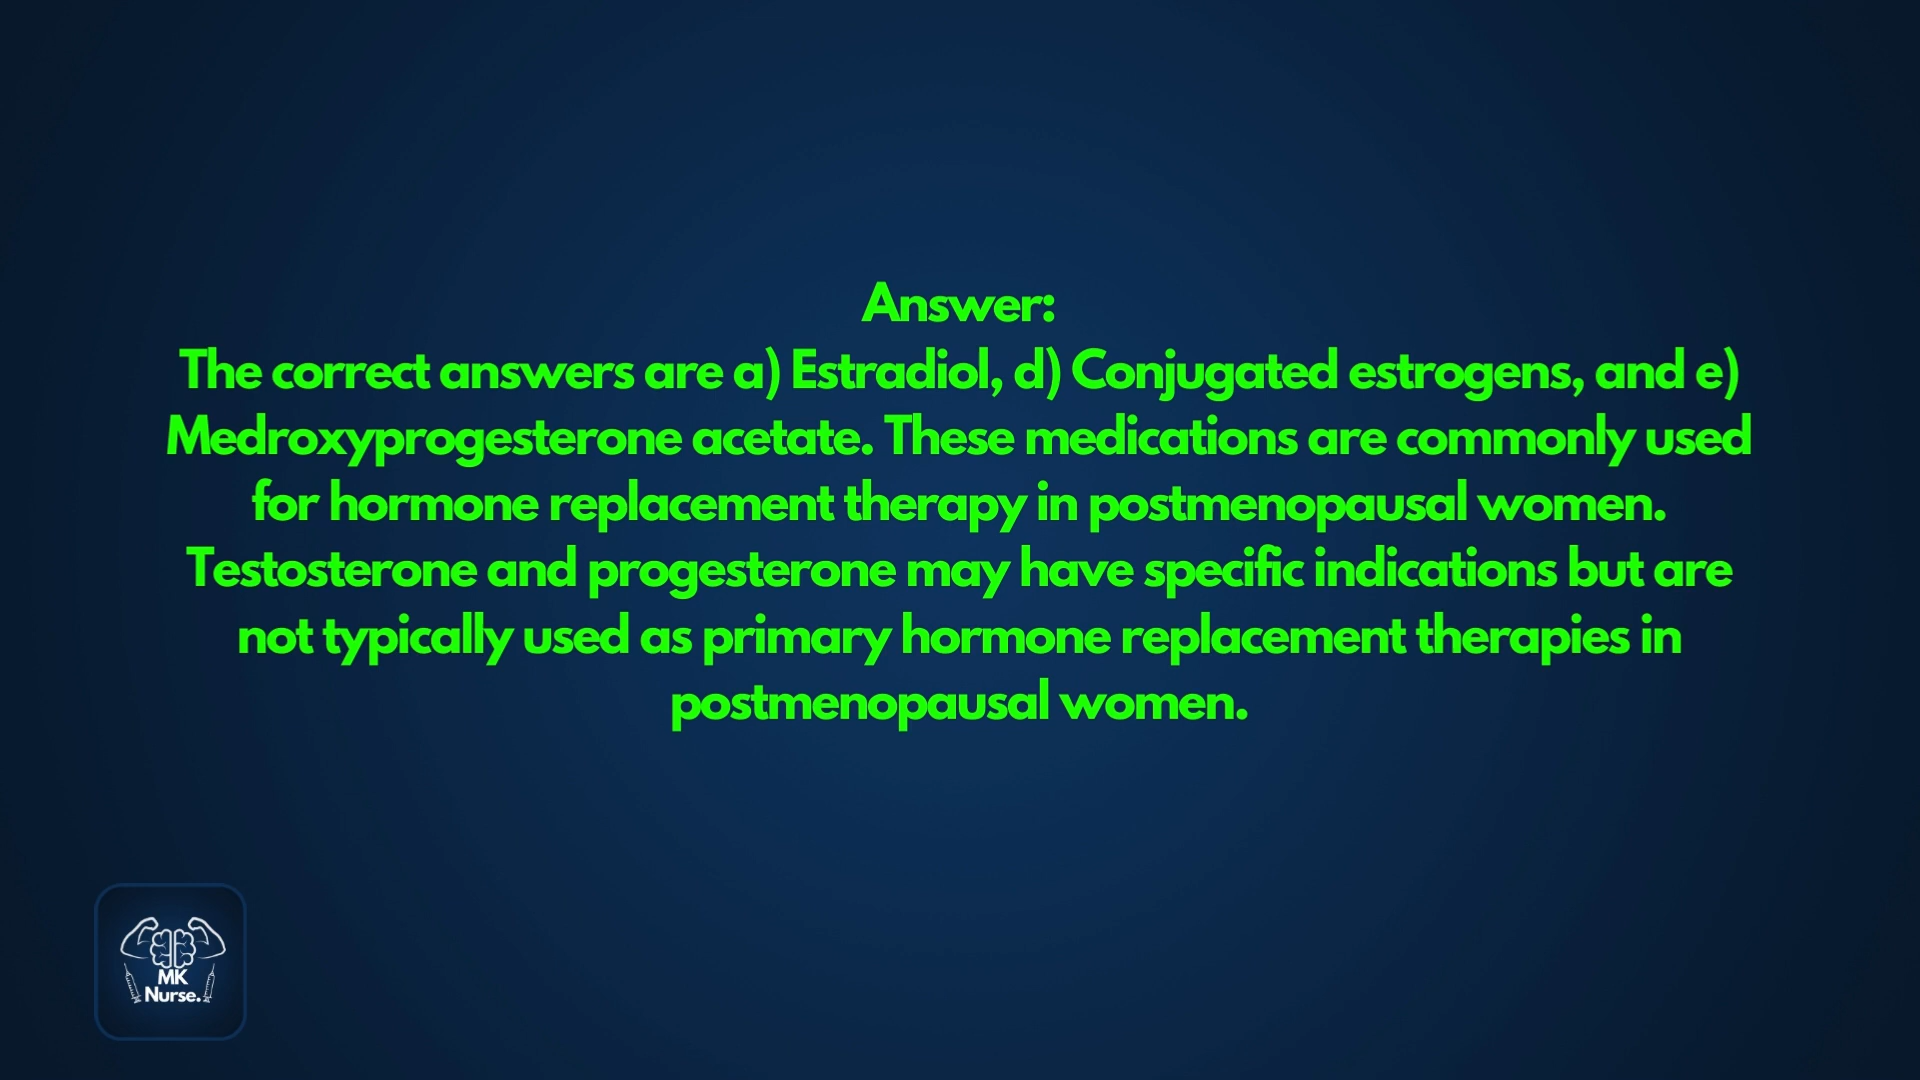 Answer:
The correct answers are a) Estradiol, d) Conjugated estrogens, and e)
Medroxyprogesterone acetate. These medications are commonly used
for hormone replacement therapy in postmenopausal women.
Testosterone and progesterone may have specific indications but are
not typically used as primary hormone replacement therapies in
postmenopausal women.
MK
Nurse.